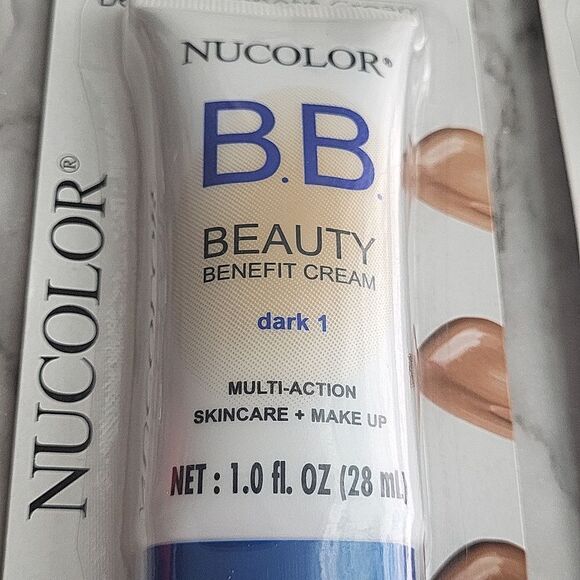 NUCOLOR®
B.B.
BEAUTY
BENEFIT CREAM
dark 1
MULTI-ACTION
SKINCARE + MAKE UP
NET : 1.0 fl. OZ (28 mL)
NUCOLOR®